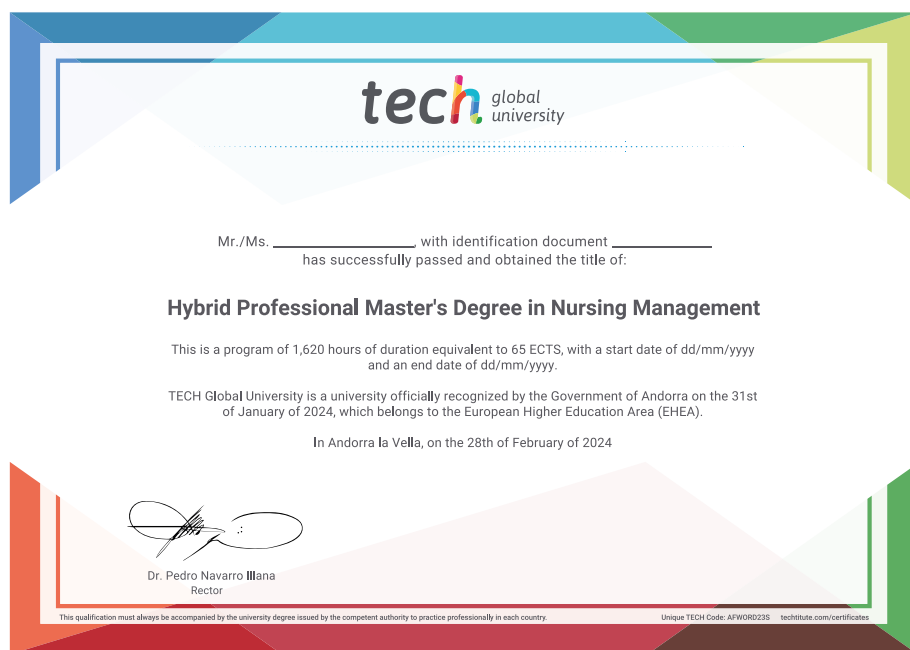 tech global
university
Mr./Ms. ____________, with identification document ____________
has successfully passed and obtained the title of:
Hybrid Professional Master's Degree in Nursing Management
This is a program of 1,620 hours of duration equivalent to 65 ECTS, with a start date of dd/mm/yyyy
and an end date of dd/mm/yyyy.
TECH Global University is a university officially recognized by the Government of Andorra on the 31st
of January of 2024, which belongs to the European Higher Education Area (EHEA).
In Andorra la Vella, on the 28th of February of 2024
Dr. Pedro Navarro Illana
Rector
This qualification must always be accompanied by the university degree issued by the competent authority to practice professionally in each country.
Unique TECH Code: AFWORD23S techtitute.com/certificates